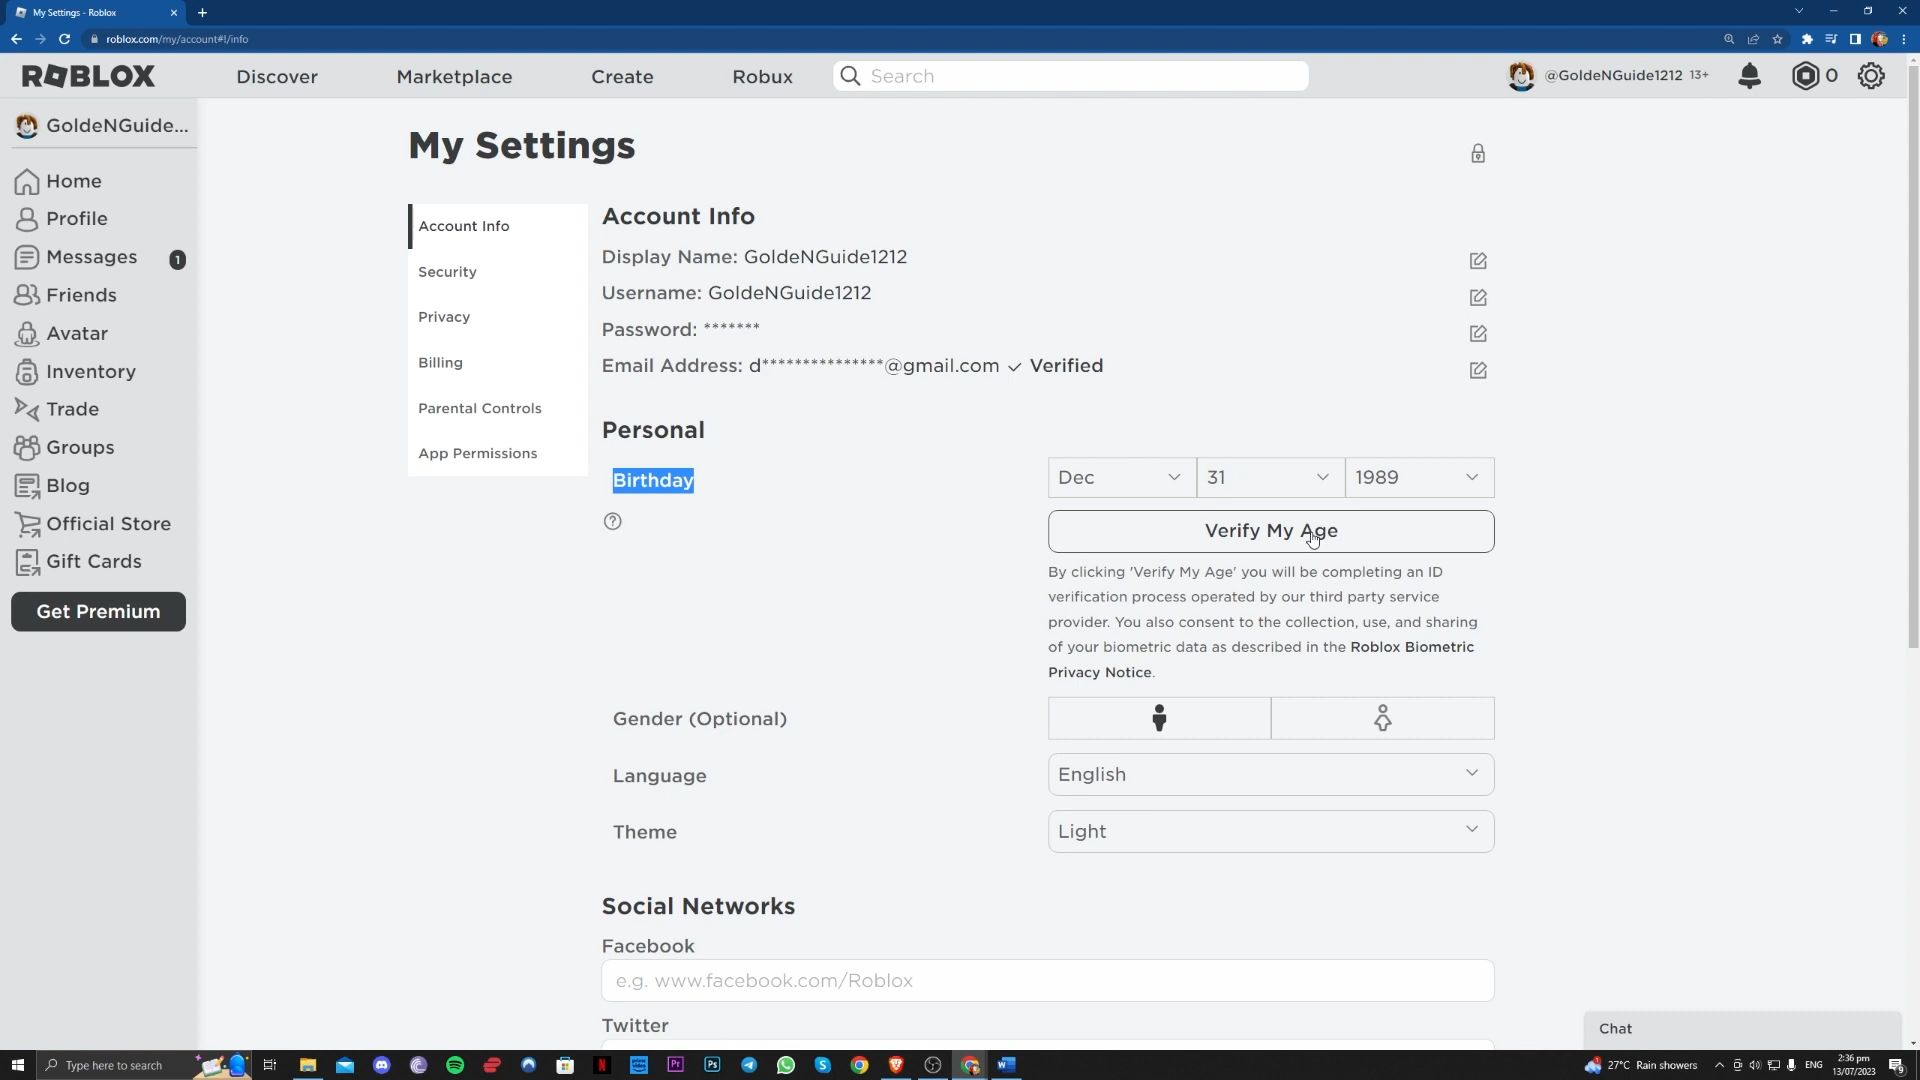 My Settings - Roblox
roblox.com/my/account#!/info
ROBLOX
Discover
Marketplace
Create
Robux
Search
@GoldeNGuide1212 13+
0
GoldeNGuide...
Home
Profile
Messages
1
Friends
Avatar
Inventory
Trade
Groups
Blog
Official Store
Gift Cards
Get Premium
My Settings
Account Info
Security
Privacy
Billing
Parental Controls
App Permissions
Account Info
Display Name: GoldeNGuide1212
Username: GoldeNGuide1212
Password: *******
Email Address: d***************@gmail.com ✓ Verified
Personal
Birthday
Dec
31
1989
Verify My Age
By clicking 'Verify My Age' you will be completing an ID
verification process operated by our third party service
provider. You also consent to the collection, use, and sharing
of your biometric data as described in the Roblox Biometric
Privacy Notice.
Gender (Optional)
Language
English
Theme
Light
Social Networks
Facebook
e.g. www.facebook.com/Roblox
Twitter
Chat
Type here to search
27°C Rain showers
ENG
2:36 pm
13/07/2023